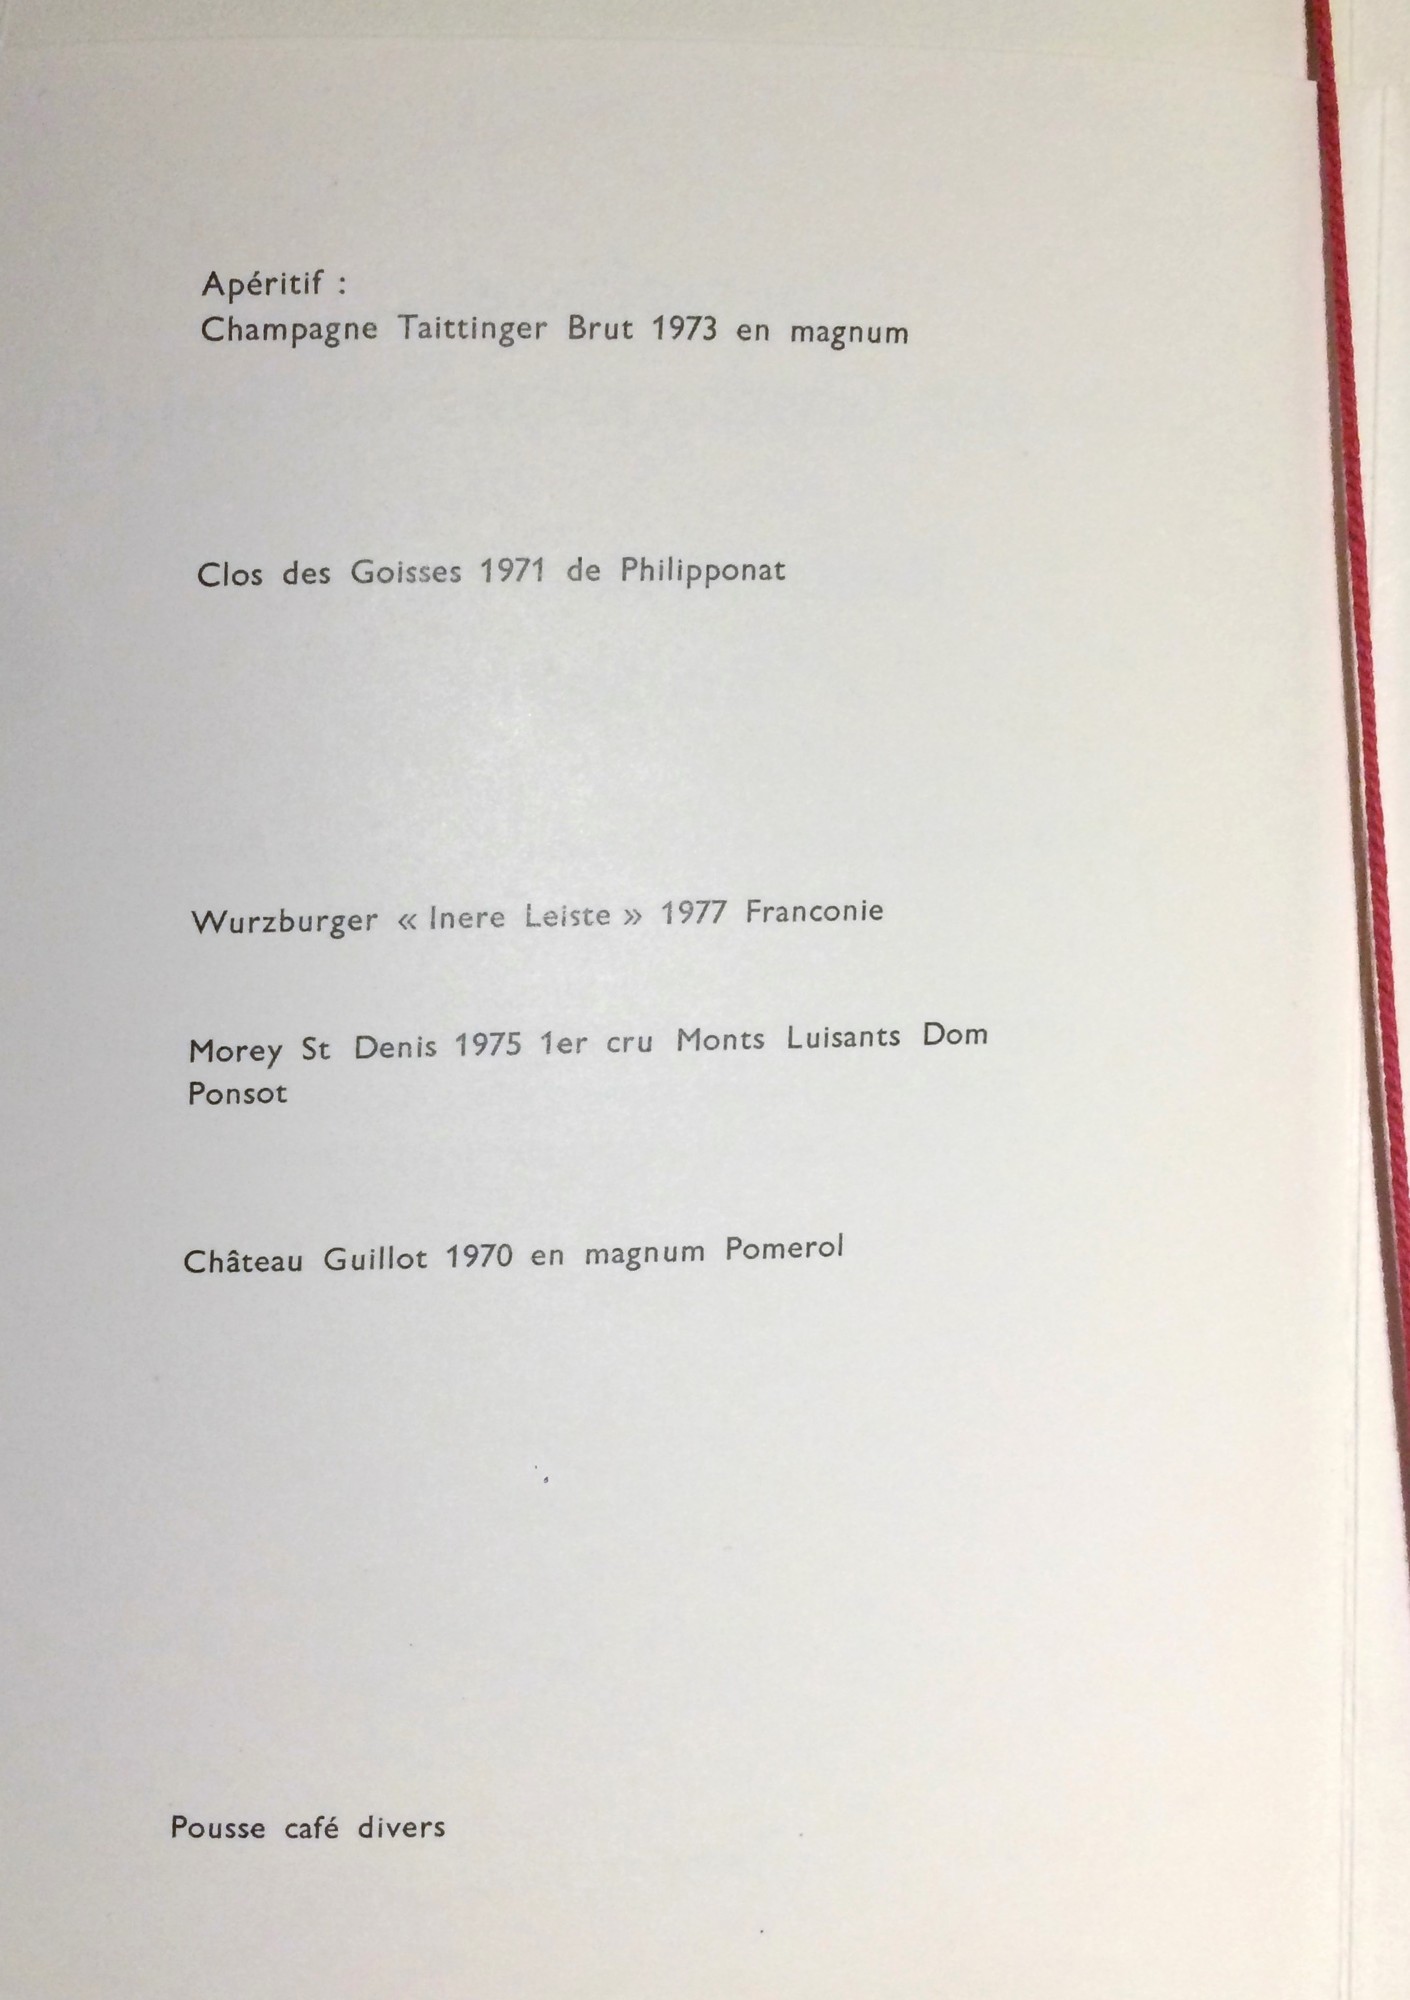 Apéritif :
Champagne Taittinger Brut 1973 en magnum
Clos des Goisses 1971 de Philipponat
Wurzburger « Inere Leiste » 1977 Franconie
Morey St Denis 1975 1er cru Monts Luisants Dom
Ponsot
Château Guillot 1970 en magnum Pomerol
Pousse café divers